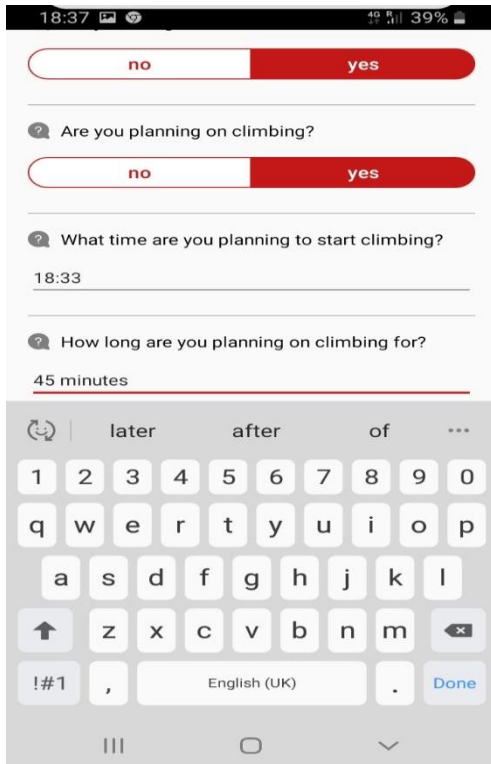 18:37 4G R 39%
no yes
Are you planning on climbing?
no yes
What time are you planning to start climbing?
18:33
How long are you planning on climbing for?
45 minutes
later after of ...
1 2 3 4 5 6 7 8 9 0
q w e r t y u i o p
a s d f g h j k l
z x c v b n m
!#1 , English (UK) . Done